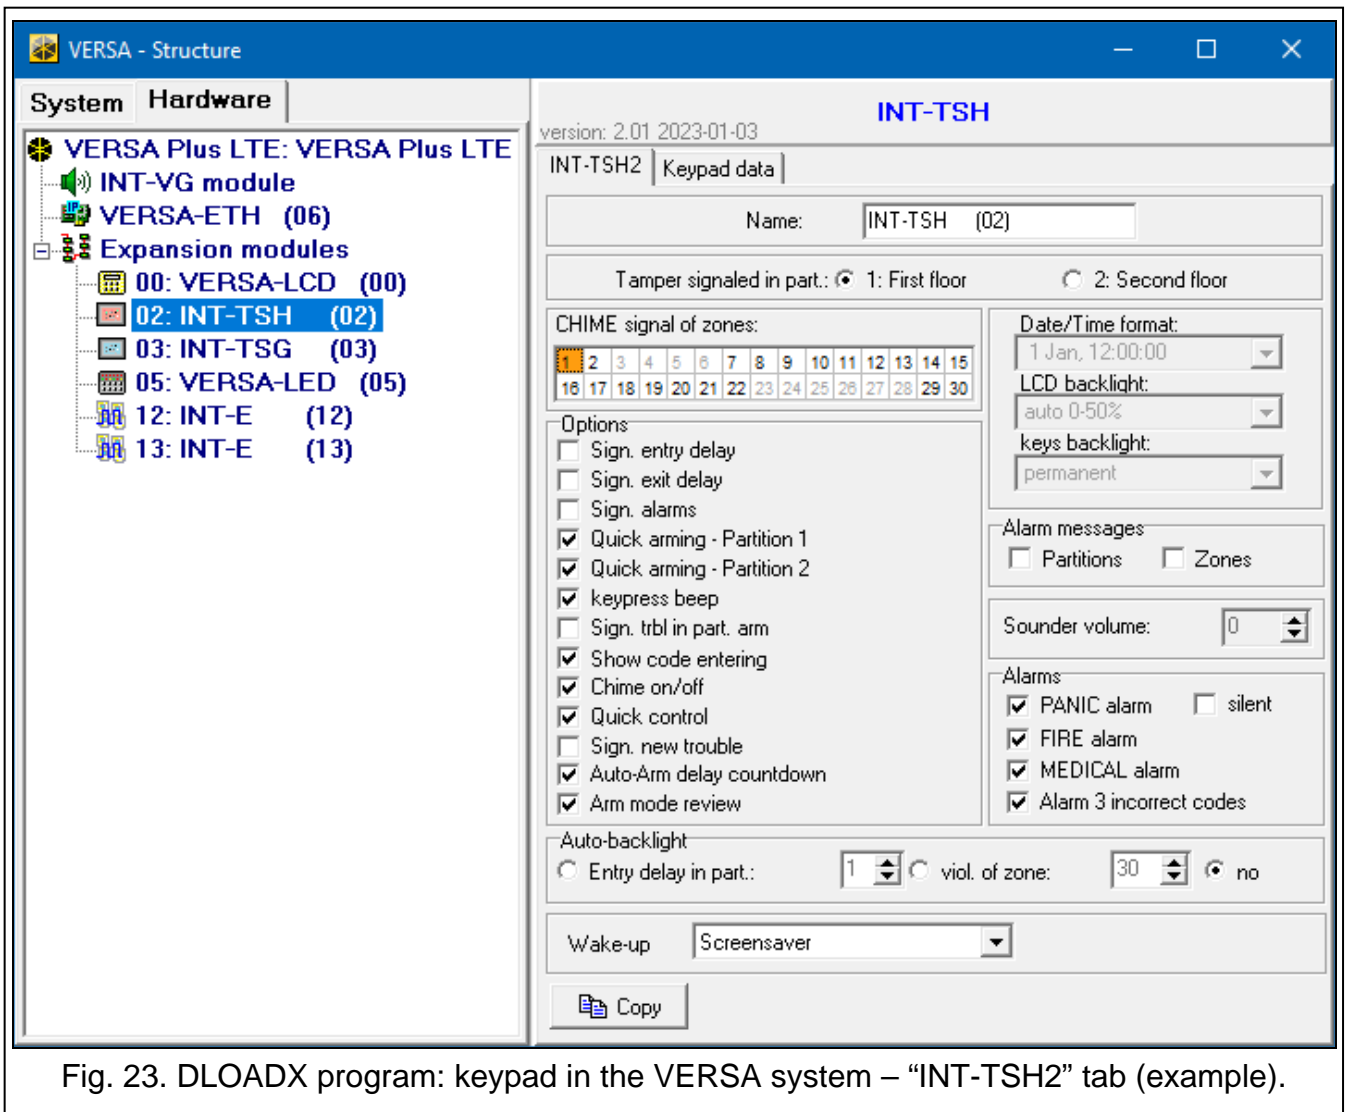 VERSA - Structure
System Hardware
VERSA Plus LTE: VERSA Plus LTE
INT-VG module
VERSA-ETH (06)
Expansion modules
00: VERSA-LCD (00)
02: INT-TSH (02)
03: INT-TSG (03)
05: VERSA-LED (05)
12: INT-E (12)
13: INT-E (13)
INT-TSH
version: 2.01 2023-01-03
INT-TSH2 Keypad data
Name: INT-TSH (02)
Tamper signaled in part.: 1: First floor 2: Second floor
CHIME signal of zones:
1 2 3 4 5 6 7 8 9 10 11 12 13 14 15
16 17 18 19 20 21 22 23 24 25 26 27 28 29 30
Options
Sign. entry delay
Sign. exit delay
Sign. alarms
Quick arming - Partition 1
Quick arming - Partition 2
keypress beep
Sign. trbl in part. arm
Show code entering
Chime on/off
Quick control
Sign. new trouble
Auto-Arm delay countdown
Arm mode review
Date/Time format:
1 Jan, 12:00:00
LCD backlight:
auto 0-50%
keys backlight:
permanent
Alarm messages
Partitions Zones
Sounder volume: 0
Alarms
PANIC alarm silent
FIRE alarm
MEDICAL alarm
Alarm 3 incorrect codes
Auto-backlight
Entry delay in part.: 1 viol. of zone: 30 no
Wake-up Screensaver
Copy
Fig. 23. DLOADX program: keypad in the VERSA system – “INT-TSH2” tab (example).